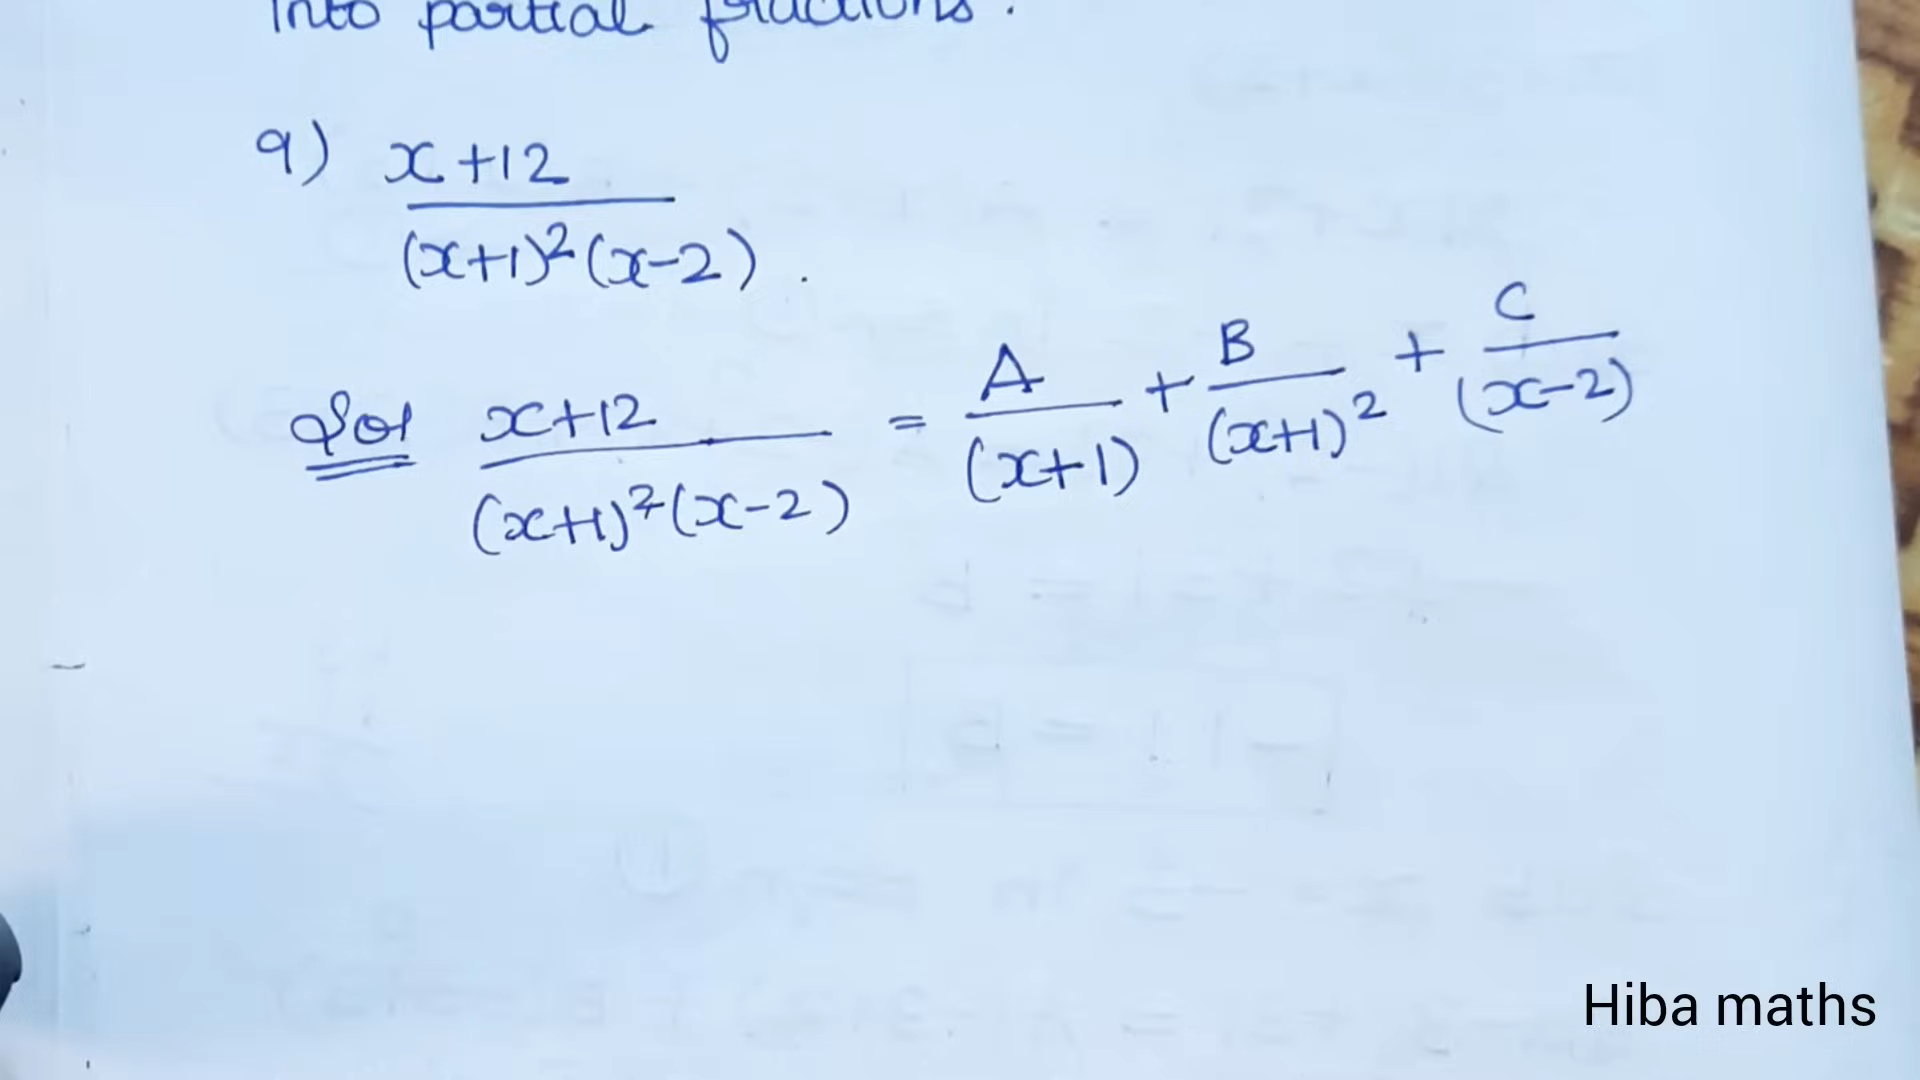 into partial fractions.
9) x+12
(x+1)²(x-2).
Sol x+12 / (x+1)²(x-2) = A/(x+1) + B/(x+1)² + C/(x-2)
Hiba maths